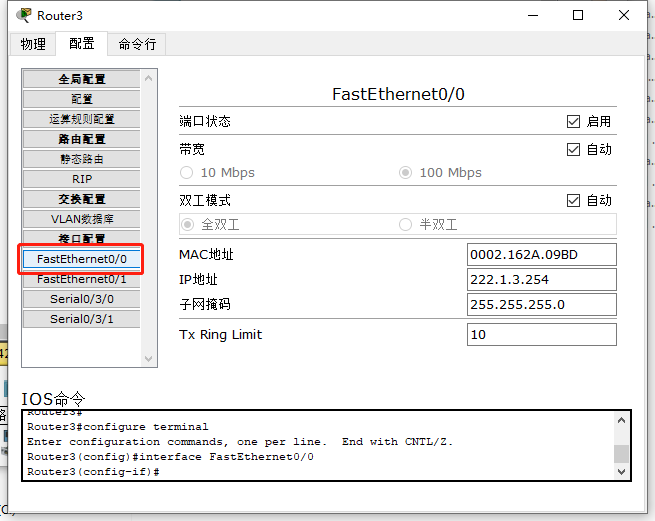 Router3
物理 配置 命令行
全局配置
配置
运算规则配置
路由配置
静态路由
RIP
交换配置
VLAN数据库
接口配置
FastEthernet0/0
FastEthernet0/1
Serial0/3/0
Serial0/3/1
FastEthernet0/0
端口状态 启用
带宽 自动
10 Mbps 100 Mbps
双工模式 自动
全双工 半双工
MAC地址 0002.162A.09BD
IP地址 222.1.3.254
子网掩码 255.255.255.0
Tx Ring Limit 10
IOS命令
Router3#
Router3#configure terminal
Enter configuration commands, one per line.  End with CNTL/Z.
Router3(config)#interface FastEthernet0/0
Router3(config-if)#